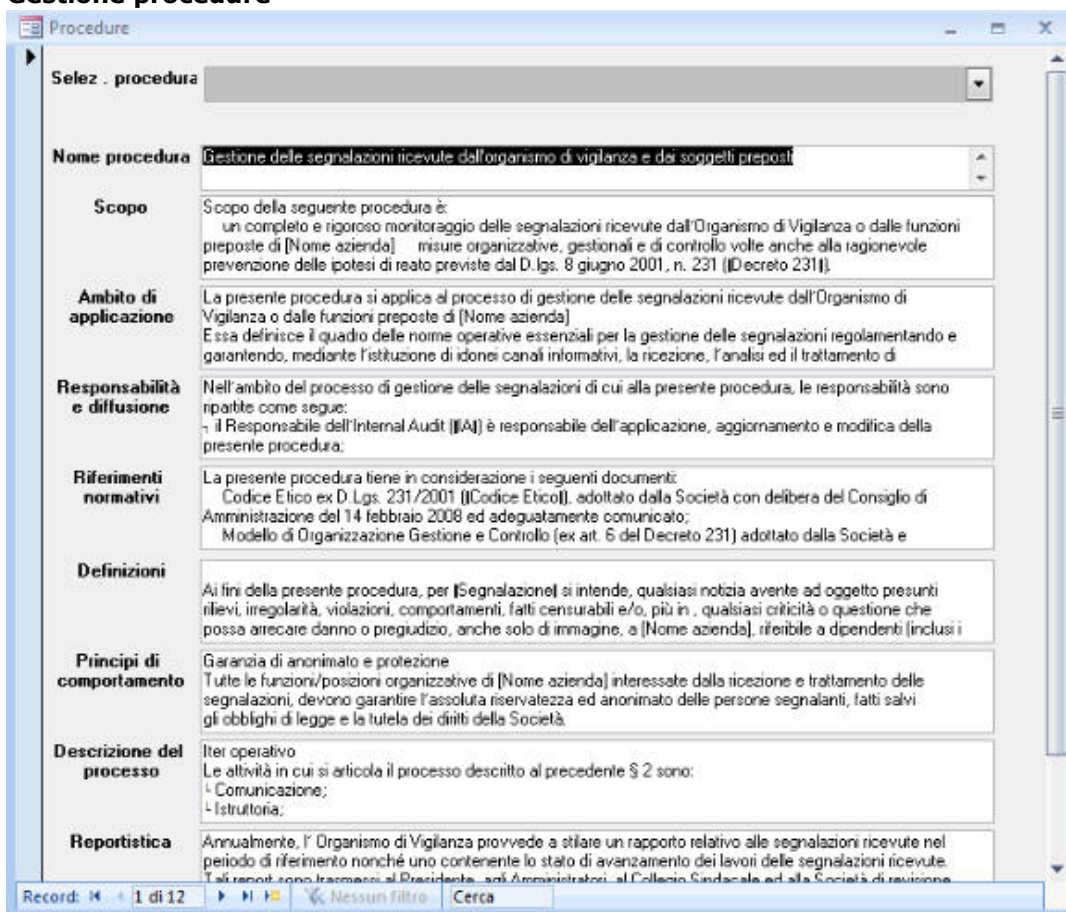 Gestione procedure
Procedure
Selez . procedura
Nome procedura
Gestione delle segnalazioni ricevute dall'organismo di vigilanza e dai soggetti preposti
Scopo
Scopo della seguente procedura è:
un completo e rigoroso monitoraggio delle segnalazioni ricevute dall'Organismo di Vigilanza o dalle funzioni
preposte di [Nome azienda] misure organizzative, gestionali e di controllo volte anche alla ragionevole
prevenzione delle ipotesi di reato previste dal D.lgs. 8 giugno 2001, n. 231 (|Decreto 231|).
Ambito di
applicazione
La presente procedura si applica al processo di gestione delle segnalazioni ricevute dall'Organismo di
Vigilanza o dalle funzioni preposte di [Nome azienda]
Essa definisce il quadro delle norme operative essenziali per la gestione delle segnalazioni regolamentando e
garantendo, mediante l'istituzione di idonei canali informativi, la ricezione, l'analisi ed il trattamento di
Responsabilità
e diffusione
Nell'ambito del processo di gestione delle segnalazioni di cui alla presente procedura, le responsabilità sono
ripartite come segue:
┐ il Responsabile dell'Internal Audit (|IA|) è responsabile dell'applicazione, aggiornamento e modifica della
presente procedura;
Riferimenti
normativi
La presente procedura tiene in considerazione i seguenti documenti:
Codice Etico ex D.Lgs. 231/2001 (|Codice Etico|), adottato dalla Società con delibera del Consiglio di
Amministrazione del 14 febbraio 2008 ed adeguatamente comunicato;
Modello di Organizzazione Gestione e Controllo (ex art. 6 del Decreto 231) adottato dalla Società e
Definizioni
Ai fini della presente procedura, per |Segnalazione| si intende, qualsiasi notizia avente ad oggetto presunti
rilievi, irregolarità, violazioni, comportamenti, fatti censurabili e/o, più in , qualsiasi criticità o questione che
possa arrecare danno o pregiudizio, anche solo di immagine, a [Nome azienda], riferibile a dipendenti (inclusi i
Principi di
comportamento
Garanzia di anonimato e protezione
Tutte le funzioni/posizioni organizzative di [Nome azienda] interessate dalla ricezione e trattamento delle
segnalazioni, devono garantire l'assoluta riservatezza ed anonimato delle persone segnalanti, fatti salvi
gli obblighi di legge e la tutela dei diritti della Società.
Descrizione del
processo
Iter operativo
Le attività in cui si articola il processo descritto al precedente § 2 sono:
└ Comunicazione;
└ Istruttoria;
Reportistica
Annualmente, l' Organismo di Vigilanza provvede a stilare un rapporto relativo alle segnalazioni ricevute nel
periodo di riferimento nonché uno contenente lo stato di avanzamento dei lavori delle segnalazioni ricevute.
Tali report sono trasmessi al Presidente, agli Amministratori, al Collegio Sindacale ed alla Società di revisione
Record: 1 di 12 Nessun filtro Cerca